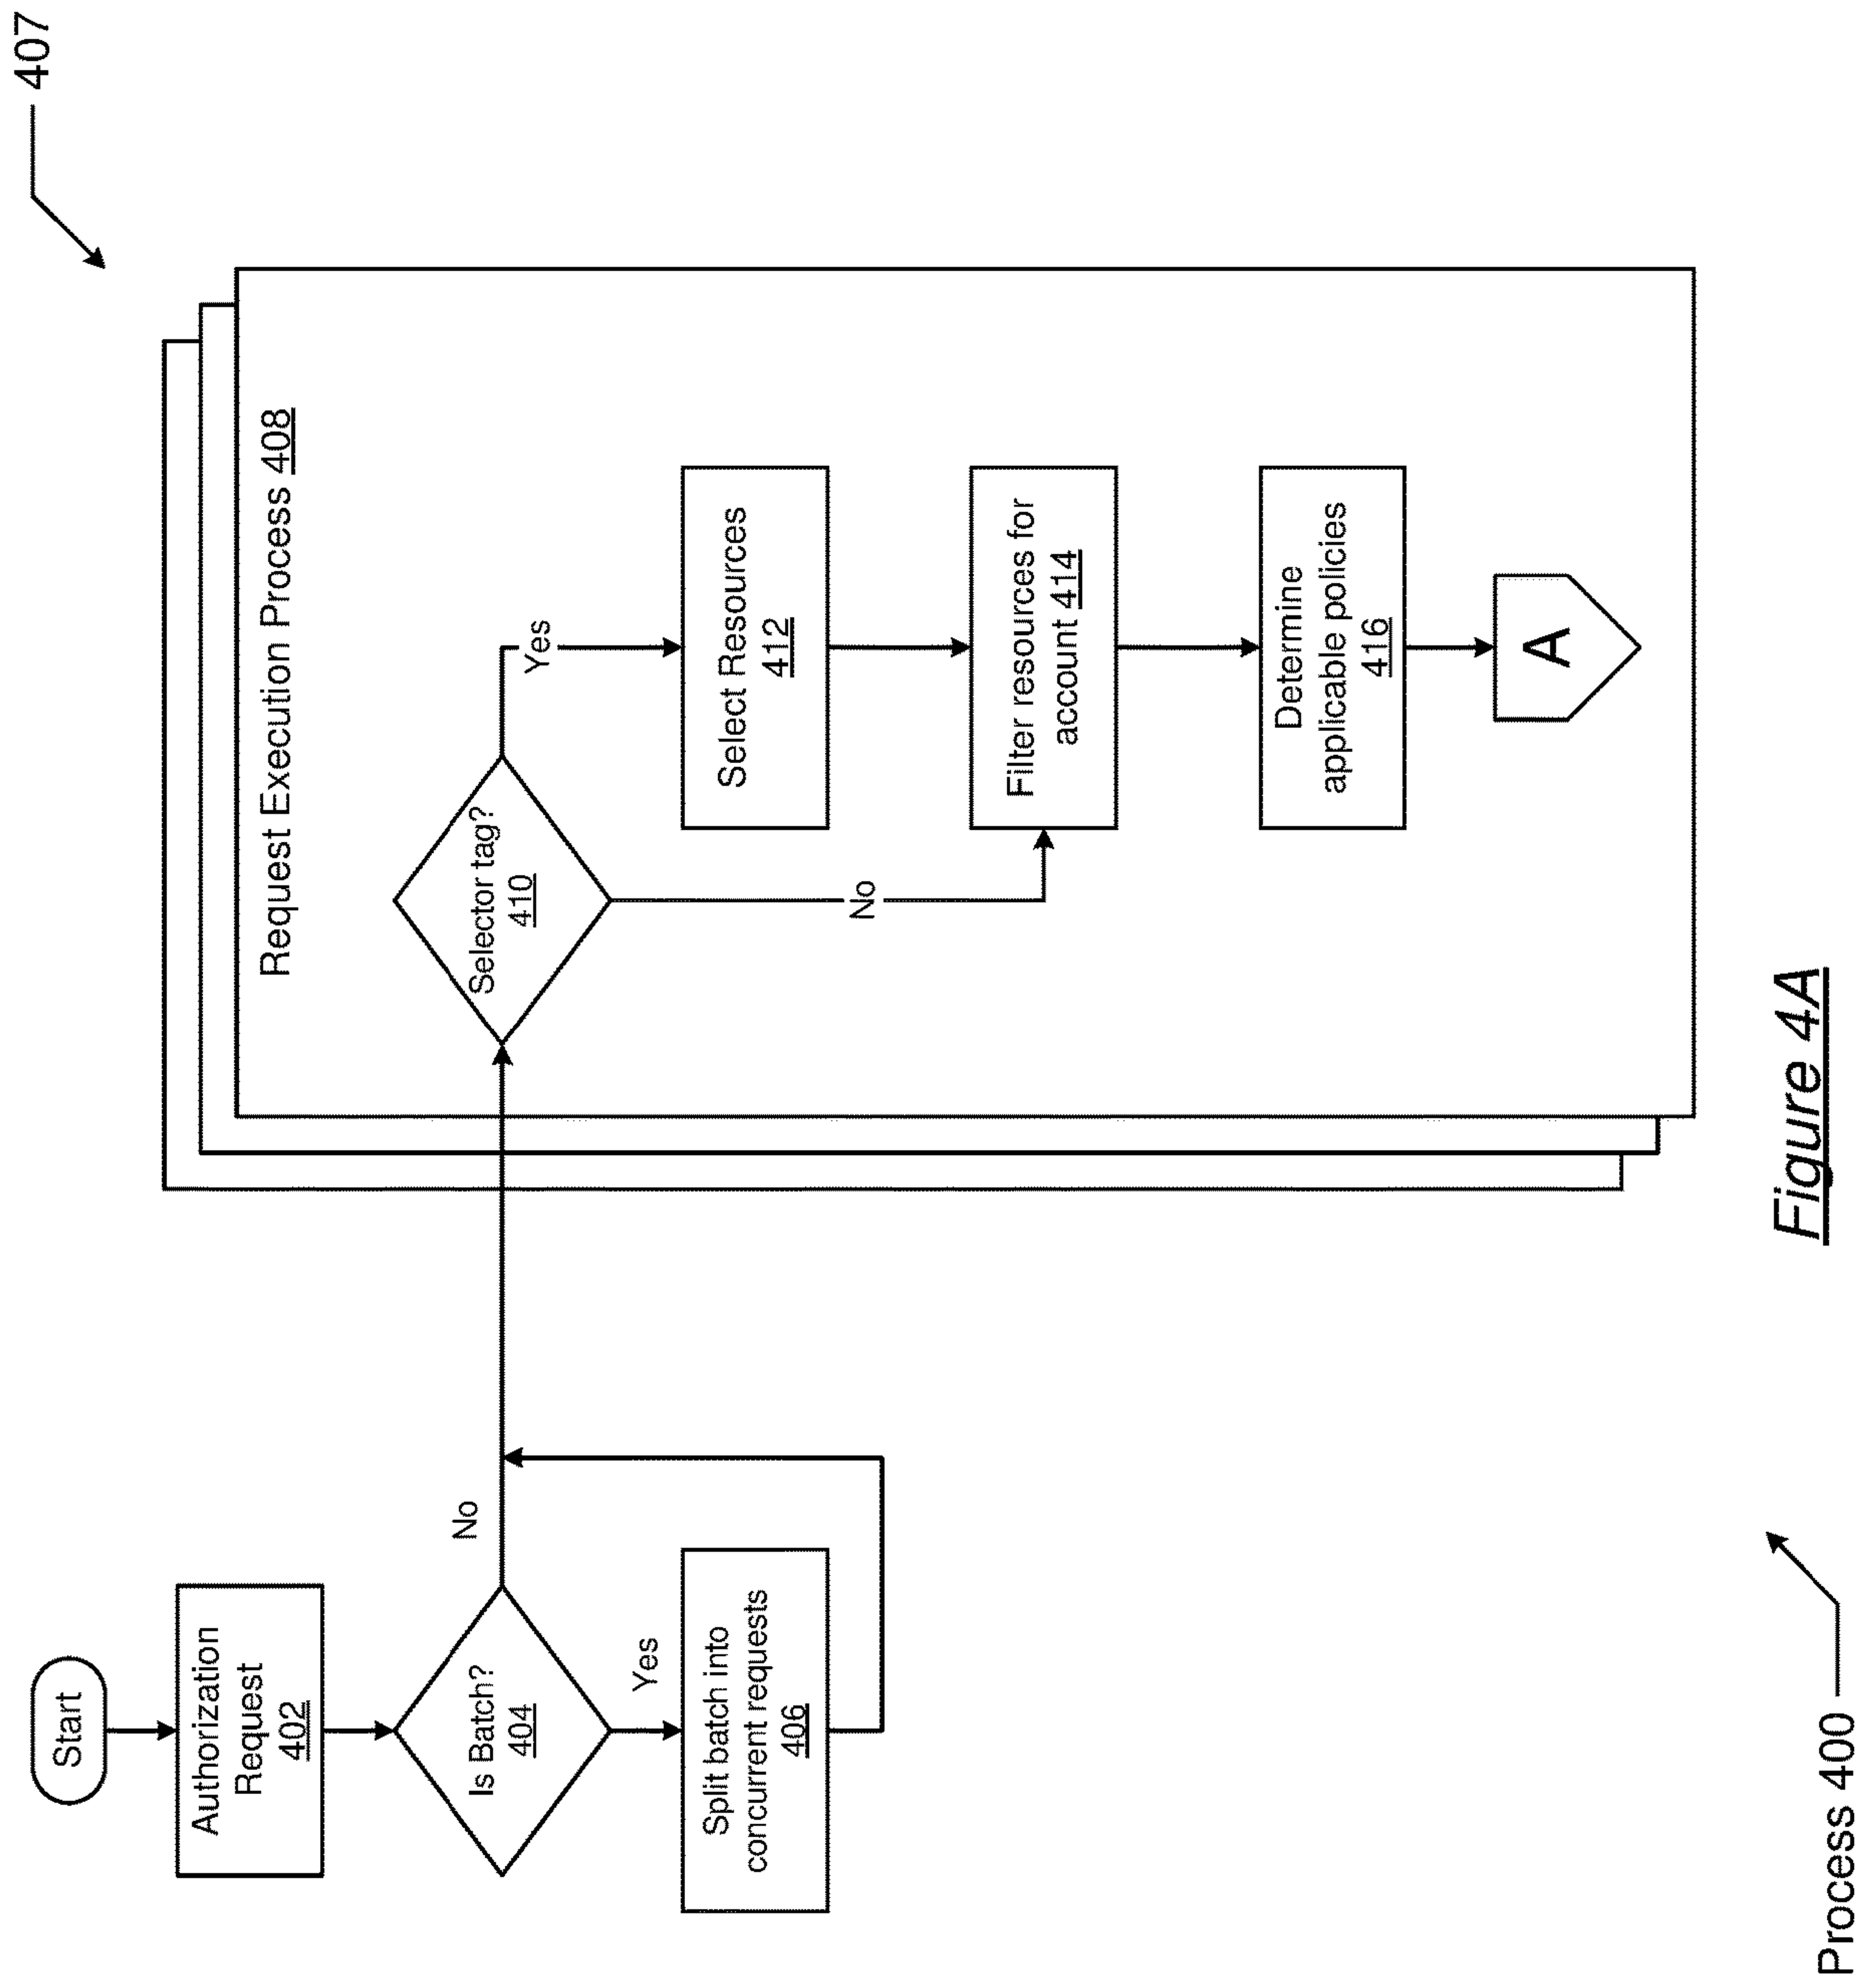 407
Start
Authorization
Request
402
Is Batch?
404
No
Yes
Split batch into
concurrent requests
406
Request Execution Process 408
Selector tag?
410
Yes
No
Select Resources
412
Filter resources for
account 414
Determine
applicable policies
416
A
Process 400
Figure 4A